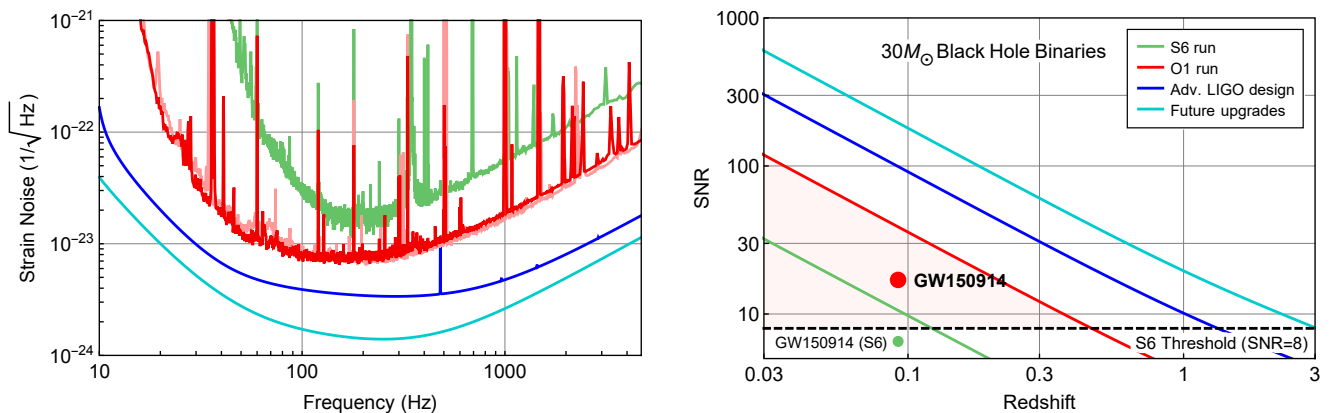 10⁻²¹
10⁻²²
10⁻²³
10⁻²⁴
Strain Noise (1/√Hz)
10
100
1000
Frequency (Hz)
1000
300
100
30
10
SNR
30M⊙ Black Hole Binaries
S6 run
O1 run
Adv. LIGO design
Future upgrades
GW150914
GW150914 (S6)
S6 Threshold (SNR=8)
0.03
0.1
0.3
1
3
Redshift